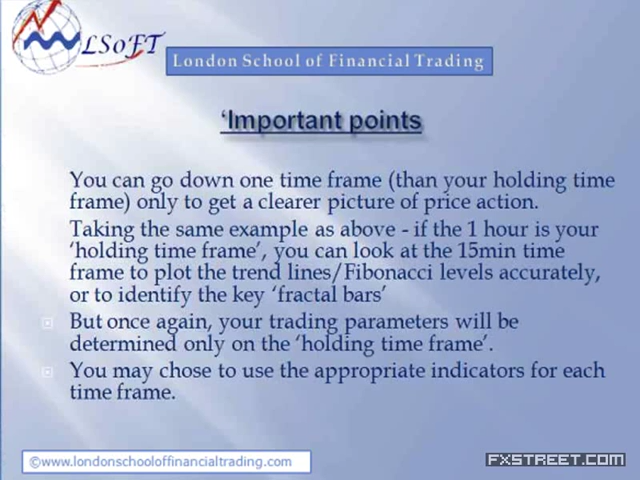 LSoFT
London School of Financial Trading
‘Important points
You can go down one time frame (than your holding time
frame) only to get a clearer picture of price action.
Taking the same example as above - if the 1 hour is your
‘holding time frame’, you can look at the 15min time
frame to plot the trend lines/Fibonacci levels accurately,
or to identify the key ‘fractal bars’
But once again, your trading parameters will be
determined only on the ‘holding time frame’.
You may chose to use the appropriate indicators for each
time frame.
©www.londonschooloffinancialtrading.com
FXSTREET.COM